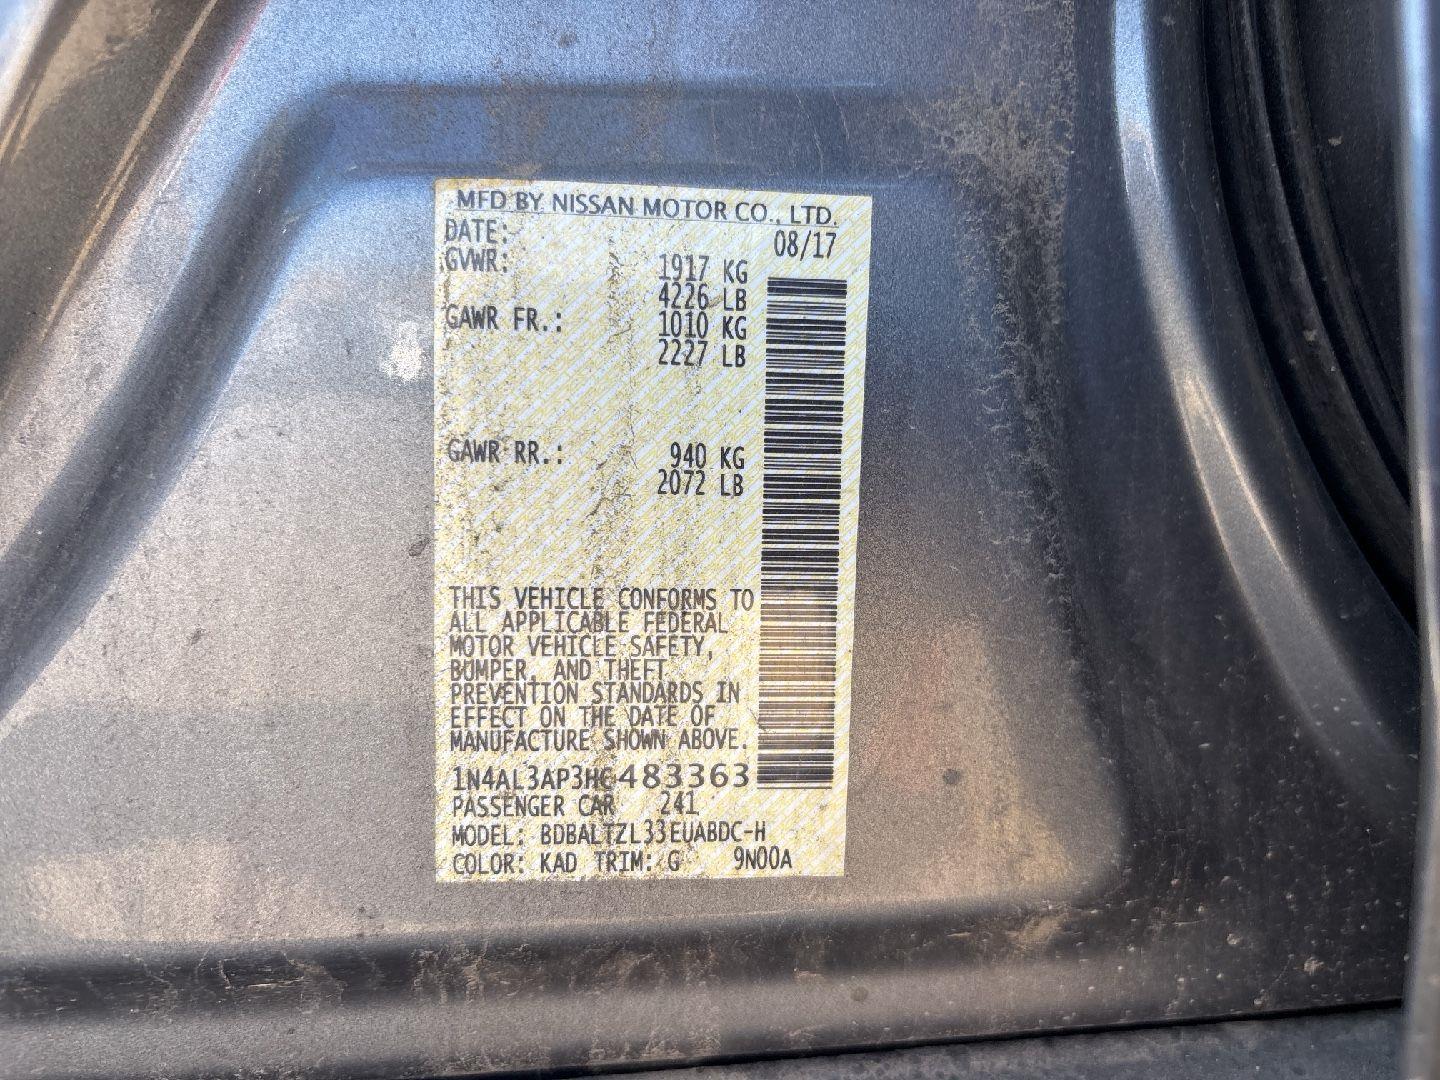 MFD BY NISSAN MOTOR CO., LTD.
DATE: 08/17
GVWR: 1917 KG
4226 LB
GAWR FR.: 1010 KG
2227 LB
GAWR RR.: 940 KG
2072 LB
THIS VEHICLE CONFORMS TO
ALL APPLICABLE FEDERAL
MOTOR VEHICLE SAFETY,
BUMPER, AND THEFT
PREVENTION STANDARDS IN
EFFECT ON THE DATE OF
MANUFACTURE SHOWN ABOVE.
1N4AL3AP3HC483363
PASSENGER CAR 241
MODEL: BDBALTZL33EUABDC-H
COLOR: KAD TRIM: G 9N00A